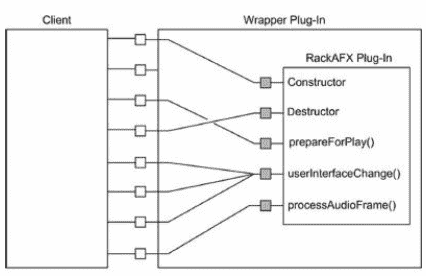 Client
Wrapper Plug-In
RackAFX Plug-In
Constructor
Destructor
prepareForPlay()
userInterfaceChange()
processAudioFrame()